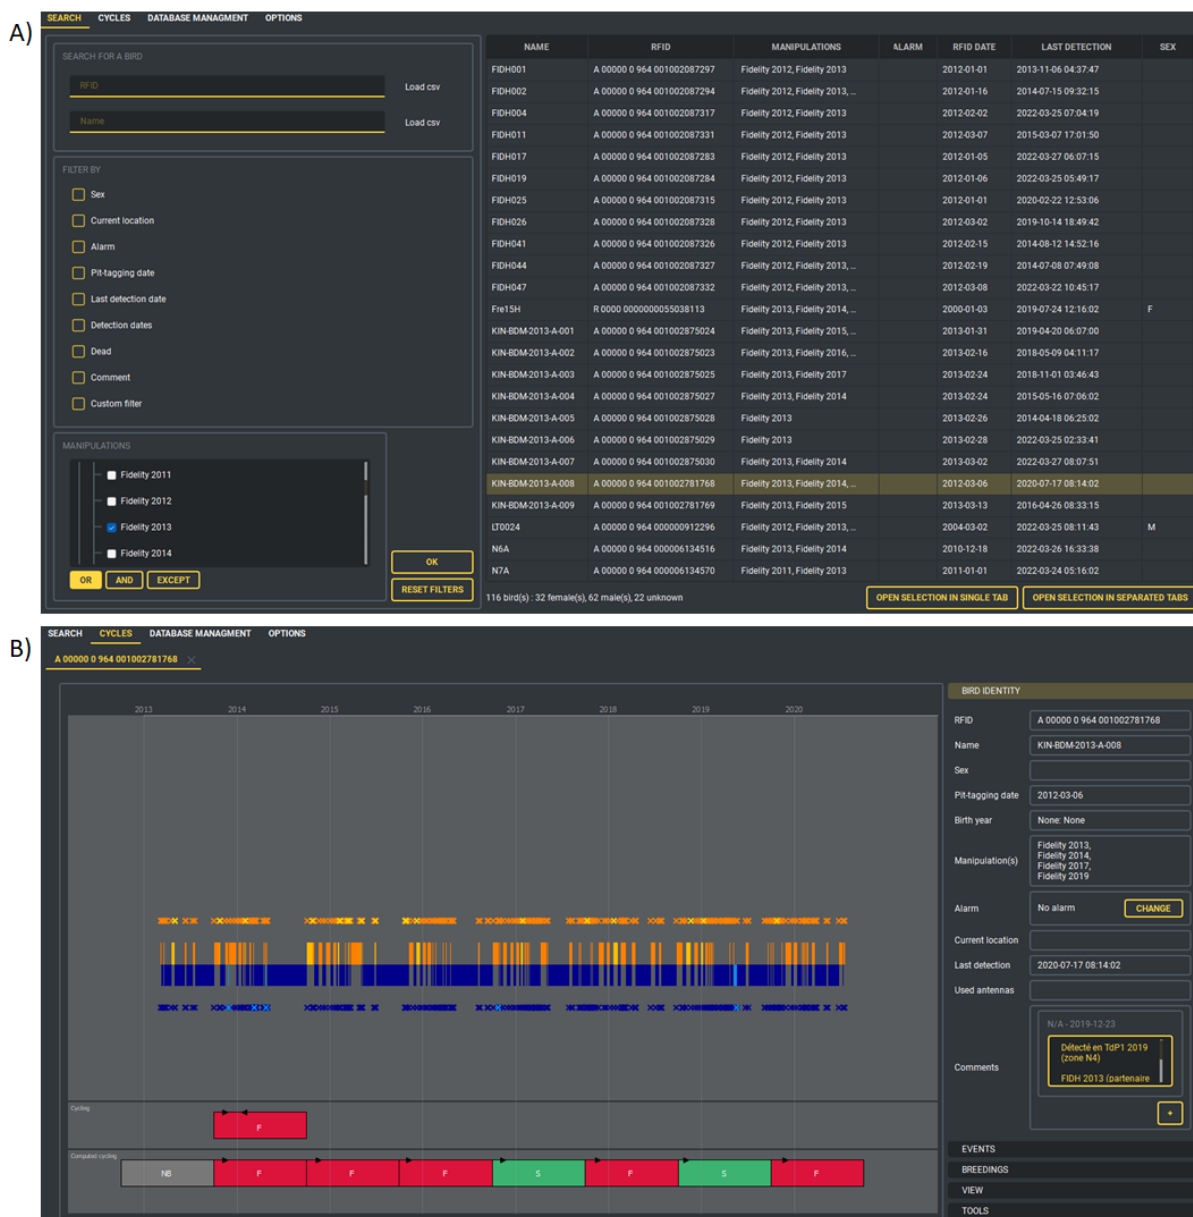 A)
SEARCH CYCLES DATABASE MANAGMENT OPTIONS
SEARCH FOR A BIRD
RFID Load csv
Name Load csv
FILTER BY
Sex
Current location
Alarm
Pit-tagging date
Last detection date
Detection dates
Dead
Comment
Custom filter
MANIPULATIONS
Fidelity 2011
Fidelity 2012
Fidelity 2013
Fidelity 2014
OR AND EXCEPT
OK
RESET FILTERS
NAME RFID MANIPULATIONS ALARM RFID DATE LAST DETECTION SEX
FIDH001 A 00000 0 964 001002087297 Fidelity 2012, Fidelity 2013 2012-01-01 2013-11-06 04:37:47
FIDH002 A 00000 0 964 001002087294 Fidelity 2012, Fidelity 2013, ... 2012-01-16 2014-07-15 09:32:15
FIDH004 A 00000 0 964 001002087317 Fidelity 2012, Fidelity 2013 2012-02-02 2022-03-25 07:04:19
FIDH011 A 00000 0 964 001002087331 Fidelity 2012, Fidelity 2013 2012-03-07 2015-03-07 17:01:50
FIDH017 A 00000 0 964 001002087283 Fidelity 2012, Fidelity 2013 2012-01-05 2022-03-27 06:07:15
FIDH019 A 00000 0 964 001002087284 Fidelity 2012, Fidelity 2013 2012-01-06 2022-03-25 05:49:17
FIDH025 A 00000 0 964 001002087315 Fidelity 2012, Fidelity 2013 2012-01-01 2020-02-22 12:53:06
FIDH026 A 00000 0 964 001002087328 Fidelity 2012, Fidelity 2013 2012-03-02 2019-10-14 18:49:42
FIDH041 A 00000 0 964 001002087326 Fidelity 2012, Fidelity 2013 2012-02-15 2014-08-12 14:52:16
FIDH044 A 00000 0 964 001002087327 Fidelity 2012, Fidelity 2013, ... 2012-02-19 2014-07-08 07:49:08
FIDH047 A 00000 0 964 001002087332 Fidelity 2012, Fidelity 2013 2012-03-08 2022-03-22 10:45:17
Fre15H R 0000 0000000055038113 Fidelity 2013, Fidelity 2014, ... 2000-01-03 2019-07-24 12:16:02 F
KIN-BDM-2013-A-001 A 00000 0 964 001002875024 Fidelity 2013, Fidelity 2015, ... 2013-01-31 2019-04-20 06:07:00
KIN-BDM-2013-A-002 A 00000 0 964 001002875023 Fidelity 2013, Fidelity 2016, ... 2013-02-16 2018-05-09 04:11:17
KIN-BDM-2013-A-003 A 00000 0 964 001002875025 Fidelity 2013, Fidelity 2017 2013-02-24 2018-11-01 03:46:43
KIN-BDM-2013-A-004 A 00000 0 964 001002875027 Fidelity 2013, Fidelity 2014 2013-02-24 2015-05-16 07:06:02
KIN-BDM-2013-A-005 A 00000 0 964 001002875028 Fidelity 2013 2013-02-26 2014-04-18 06:25:02
KIN-BDM-2013-A-006 A 00000 0 964 001002875029 Fidelity 2013 2013-02-28 2022-03-25 02:33:41
KIN-BDM-2013-A-007 A 00000 0 964 001002875030 Fidelity 2013, Fidelity 2014 2013-03-02 2022-03-27 08:07:51
KIN-BDM-2013-A-008 A 00000 0 964 001002781768 Fidelity 2013, Fidelity 2014, ... 2012-03-06 2020-07-17 08:14:02
KIN-BDM-2013-A-009 A 00000 0 964 001002781769 Fidelity 2013, Fidelity 2015 2013-03-13 2016-04-26 08:33:15
LT0024 A 00000 0 964 000000912296 Fidelity 2012, Fidelity 2013, ... 2004-03-02 2022-03-25 08:11:43 M
N6A A 00000 0 964 000006134516 Fidelity 2013, Fidelity 2014 2010-12-18 2022-03-26 16:33:38
N7A A 00000 0 964 000006134570 Fidelity 2011, Fidelity 2013 2011-01-01 2022-03-24 05:16:02
116 bird(s) : 32 female(s), 62 male(s), 22 unknown OPEN SELECTION IN SINGLE TAB OPEN SELECTION IN SEPARATED TABS
B)
SEARCH CYCLES DATABASE MANAGMENT OPTIONS
A 00000 0 964 001002781768
2013 2014 2015 2016 2017 2018 2019 2020
Cycling
F
Computed cycling
NB F F F S F S F
BIRD IDENTITY
RFID A 00000 0 964 001002781768
Name KIN-BDM-2013-A-008
Sex
Pit-tagging date 2012-03-06
Birth year None: None
Manipulation(s) Fidelity 2013,
Fidelity 2014,
Fidelity 2017,
Fidelity 2019
Alarm No alarm CHANGE
Current location
Last detection 2020-07-17 08:14:02
Used antennas
Comments
N/A - 2019-12-23
Détecté en TdP1 2019
(zone N4)
FIDH 2013 (partenaire
+
EVENTS
BREEDINGS
VIEW
TOOLS